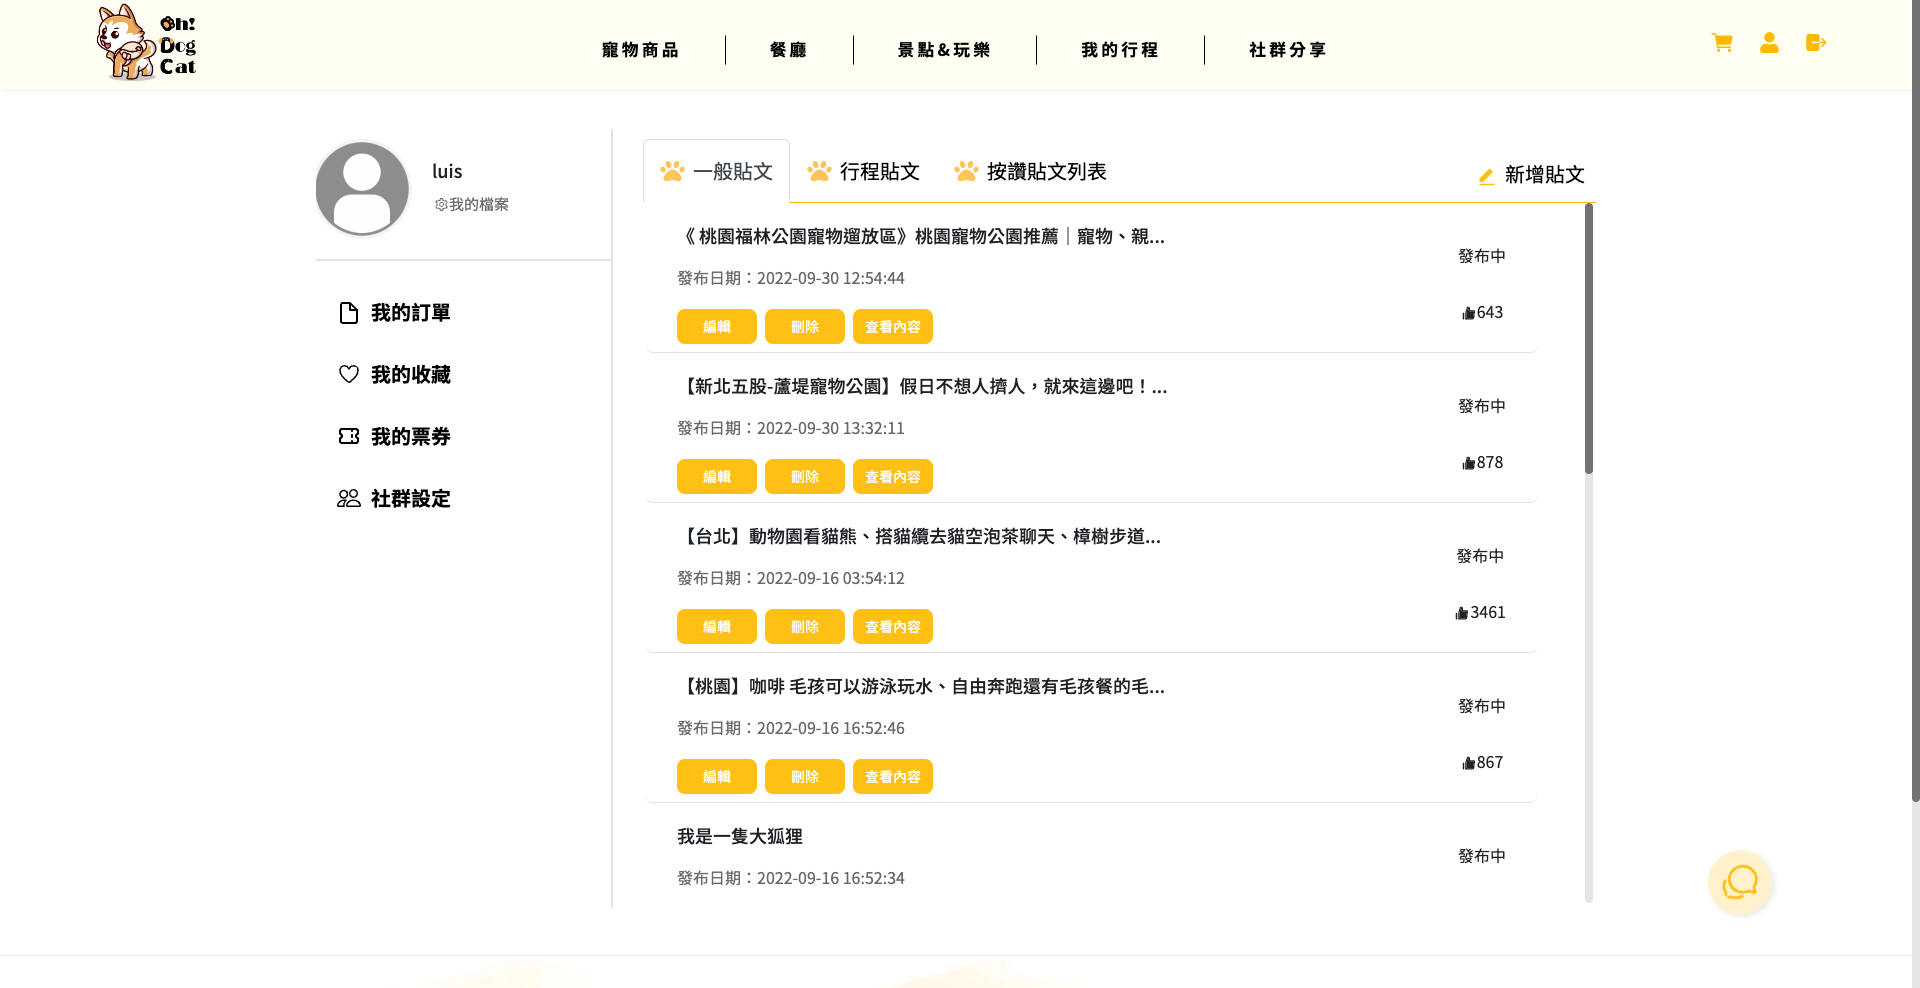 Oh!
Dog
Cat
寵物商品
餐廳
景點&玩樂
我的行程
社群分享
luis
我的檔案
我的訂單
我的收藏
我的票券
社群設定
一般貼文
行程貼文
按讚貼文列表
新增貼文
《 桃園福林公園寵物遛放區》桃園寵物公園推薦｜寵物、親...
發布日期：2022-09-30 12:54:44
發布中
643
編輯
刪除
查看內容
【新北五股-蘆堤寵物公園】假日不想人擠人，就來這邊吧！...
發布日期：2022-09-30 13:32:11
發布中
878
編輯
刪除
查看內容
【台北】動物園看貓熊、搭貓纜去貓空泡茶聊天、樟樹步道...
發布日期：2022-09-16 03:54:12
發布中
3461
編輯
刪除
查看內容
【桃園】咖啡 毛孩可以游泳玩水、自由奔跑還有毛孩餐的毛...
發布日期：2022-09-16 16:52:46
發布中
867
編輯
刪除
查看內容
我是一隻大狐狸
發布日期：2022-09-16 16:52:34
發布中